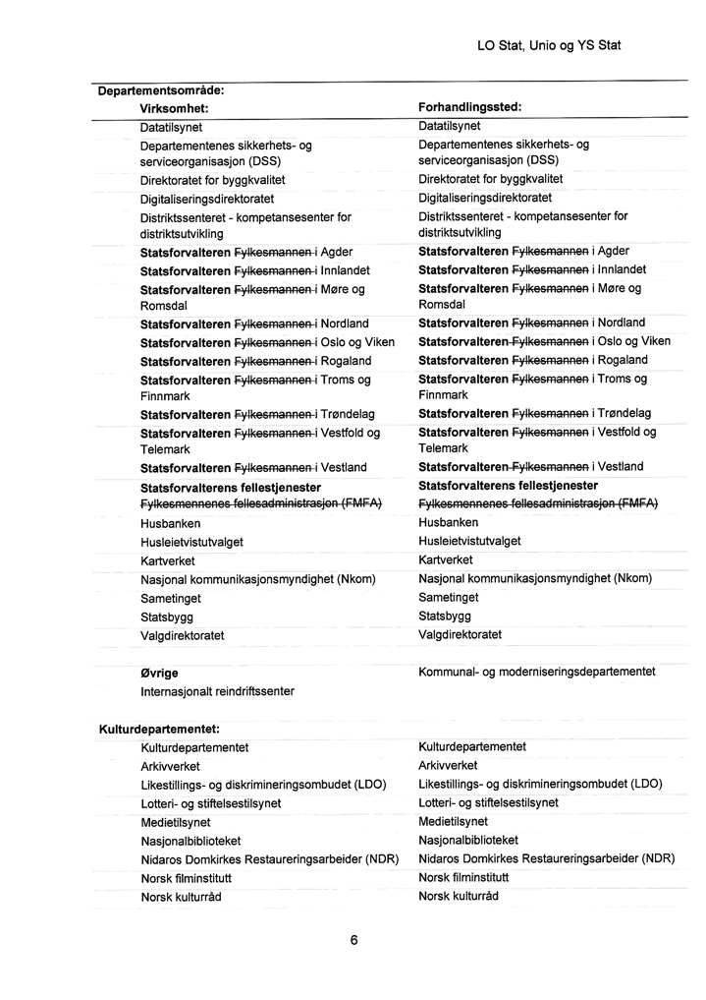 LO Stat, Unio og YS Stat
Departementsområde:
Virksomhet: Forhandlingssted:
Datatilsynet Datatilsynet
Departementenes sikkerhets- og Departementenes sikkerhets- og
serviceorganisasjon (DSS) serviceorganisasjon (DSS)
Direktoratet for byggkvalitet Direktoratet for byggkvalitet
Digitaliseringsdirektoratet Digitaliseringsdirektoratet
Distriktssenteret - kompetansesenter for Distriktssenteret - kompetansesenter for
distriktsutvikling distriktsutvikling
Statsforvalteren Fylkesmannen i Agder Statsforvalteren Fylkesmannen i Agder
Statsforvalteren Fylkesmannen i Innlandet Statsforvalteren Fylkesmannen i Innlandet
Statsforvalteren Fylkesmannen i Møre og Statsforvalteren Fylkesmannen i Møre og
Romsdal Romsdal
Statsforvalteren Fylkesmannen i Nordland Statsforvalteren Fylkesmannen i Nordland
Statsforvalteren Fylkesmannen i Oslo og Viken Statsforvalteren Fylkesmannen i Oslo og Viken
Statsforvalteren Fylkesmannen i Rogaland Statsforvalteren Fylkesmannen i Rogaland
Statsforvalteren Fylkesmannen i Troms og Statsforvalteren Fylkesmannen i Troms og
Finnmark Finnmark
Statsforvalteren Fylkesmannen i Trøndelag Statsforvalteren Fylkesmannen i Trøndelag
Statsforvalteren Fylkesmannen i Vestfold og Statsforvalteren Fylkesmannen i Vestfold og
Telemark Telemark
Statsforvalteren Fylkesmannen i Vestland Statsforvalteren Fylkesmannen i Vestland
Statsforvalterens fellestjenester Statsforvalterens fellestjenester
Fylkesmennenes fellesadministrasjon (FMFA) Fylkesmennenes fellesadministrasjon (FMFA)
Husbanken Husbanken
Husleietvistutvalget Husleietvistutvalget
Kartverket Kartverket
Nasjonal kommunikasjonsmyndighet (Nkom) Nasjonal kommunikasjonsmyndighet (Nkom)
Sametinget Sametinget
Statsbygg Statsbygg
Valgdirektoratet Valgdirektoratet
Øvrige Kommunal- og moderniseringsdepartementet
Internasjonalt reindriftssenter
Kulturdepartementet:
Kulturdepartementet Kulturdepartementet
Arkivverket Arkivverket
Likestillings- og diskrimineringsombudet (LDO) Likestillings- og diskrimineringsombudet (LDO)
Lotteri- og stiftelsestilsynet Lotteri- og stiftelsestilsynet
Medietilsynet Medietilsynet
Nasjonalbiblioteket Nasjonalbiblioteket
Nidaros Domkirkes Restaureringsarbeider (NDR) Nidaros Domkirkes Restaureringsarbeider (NDR)
Norsk filminstitutt Norsk filminstitutt
Norsk kulturråd Norsk kulturråd
6